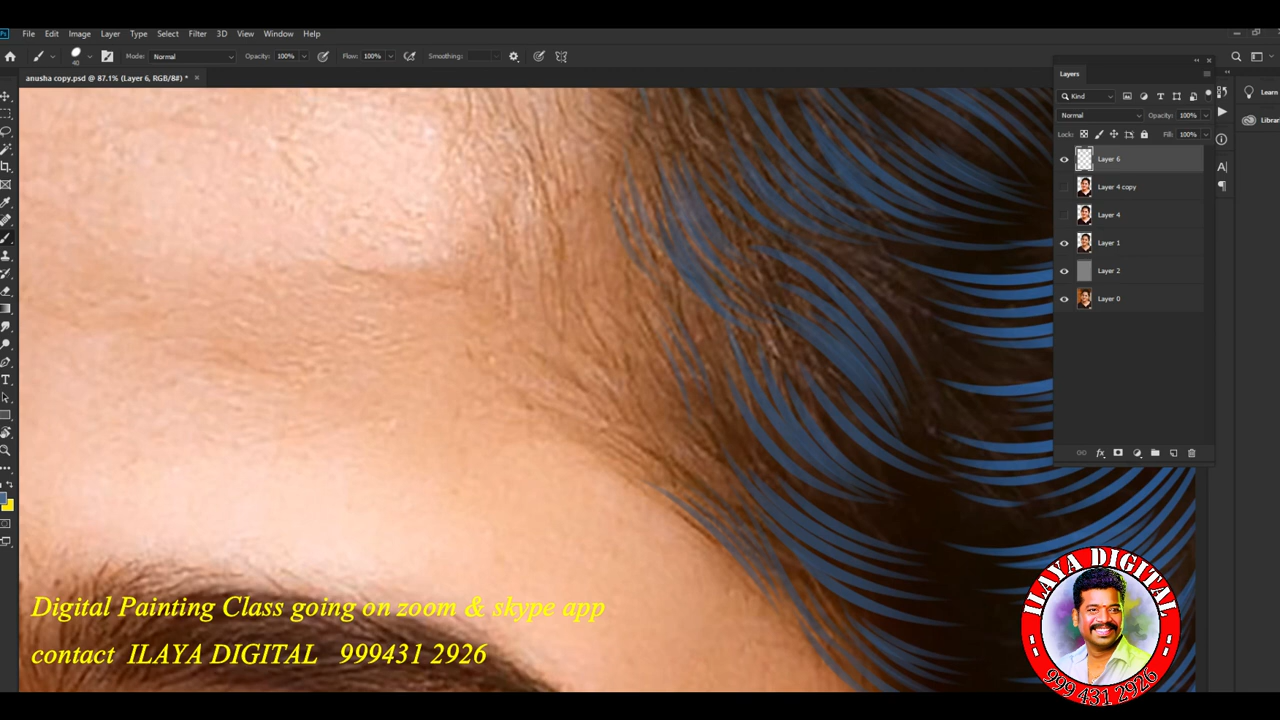 File Edit Image Layer Type Select Filter 3D View Window Help
40 Mode: Normal Opacity: 100% Flow: 100% Smoothing:
anusha copy.psd @ 87.1% (Layer 6, RGB/8#) *
Layers
Learn
Kind
Normal Opacity: 100%
Lock: Fill: 100%
Layer 6
Layer 4 copy
Layer 4
Layer 1
Layer 2
Layer 0
fx
Digital Painting Class going on zoom & skype app
contact ILAYA DIGITAL 999431 2926
ILAYA DIGITAL
999 431 2926